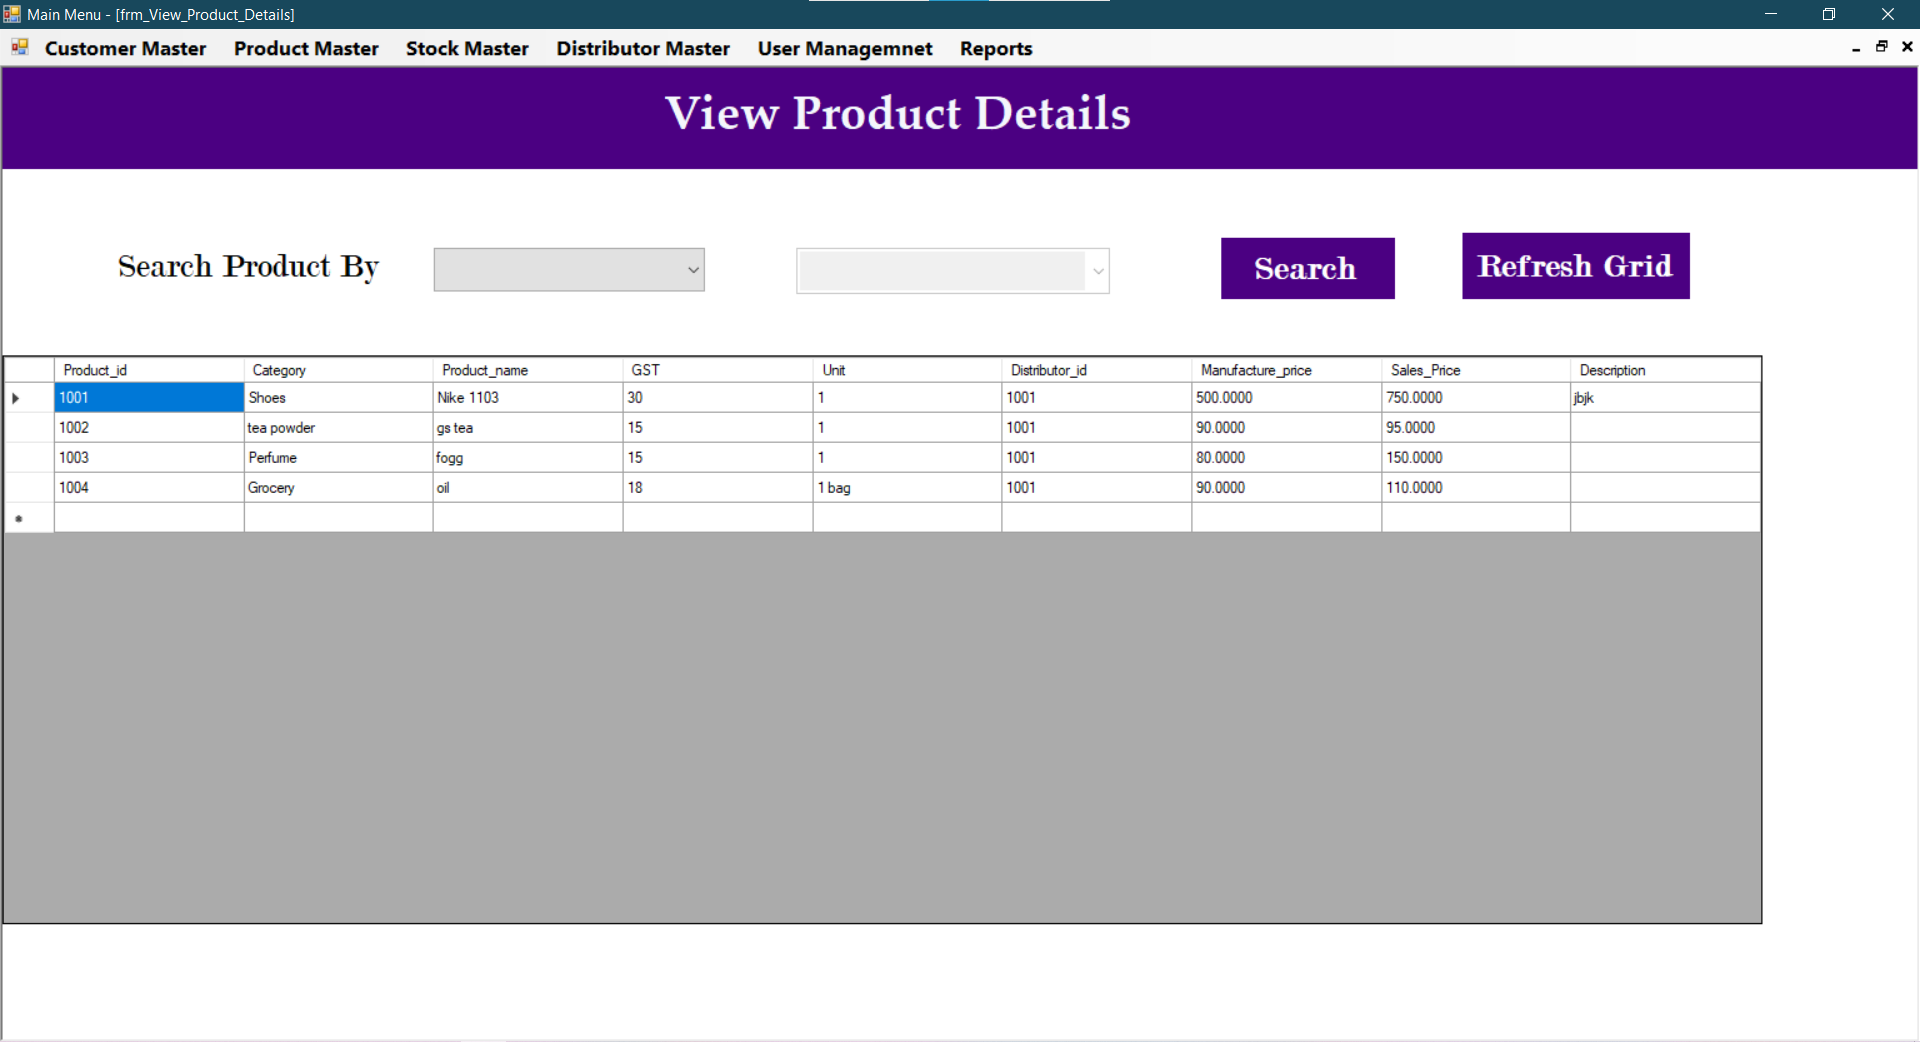 Main Menu - [frm_View_Product_Details]
Customer Master Product Master Stock Master Distributor Master User Managemnet Reports
View Product Details
Search Product By Search Refresh Grid
Product_id Category Product_name GST Unit Distributor_id Manufacture_price Sales_Price Description
1001 Shoes Nike 1103 30 1 1001 500.0000 750.0000 jbjk
1002 tea powder gs tea 15 1 1001 90.0000 95.0000
1003 Perfume fogg 15 1 1001 80.0000 150.0000
1004 Grocery oil 18 1 bag 1001 90.0000 110.0000